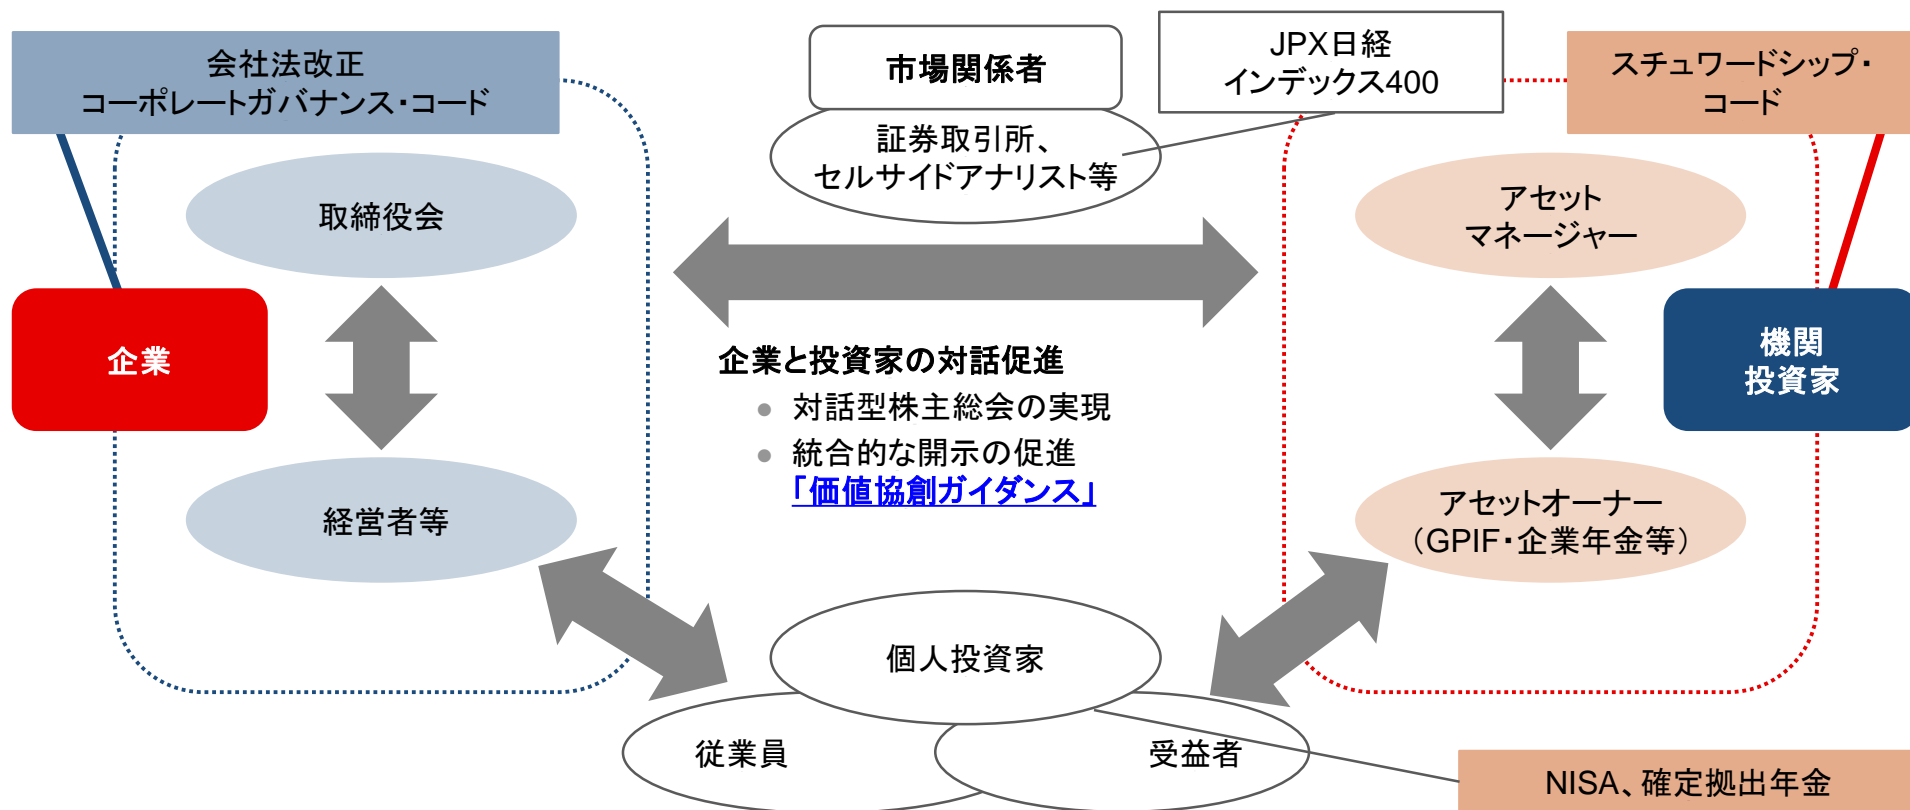 会社法改正
コーポレートガバナンス・コード
市場関係者
JPX日経
インデックス400
スチュワードシップ・
コード
証券取引所、
セルサイドアナリスト等
取締役会
アセット
マネージャー
企業
機関
投資家
企業と投資家の対話促進
● 対話型株主総会の実現
● 統合的な開示の促進
「価値協創ガイダンス」
経営者等
アセットオーナー
（GPIF・企業年金等）
個人投資家
従業員
受益者
NISA、確定拠出年金